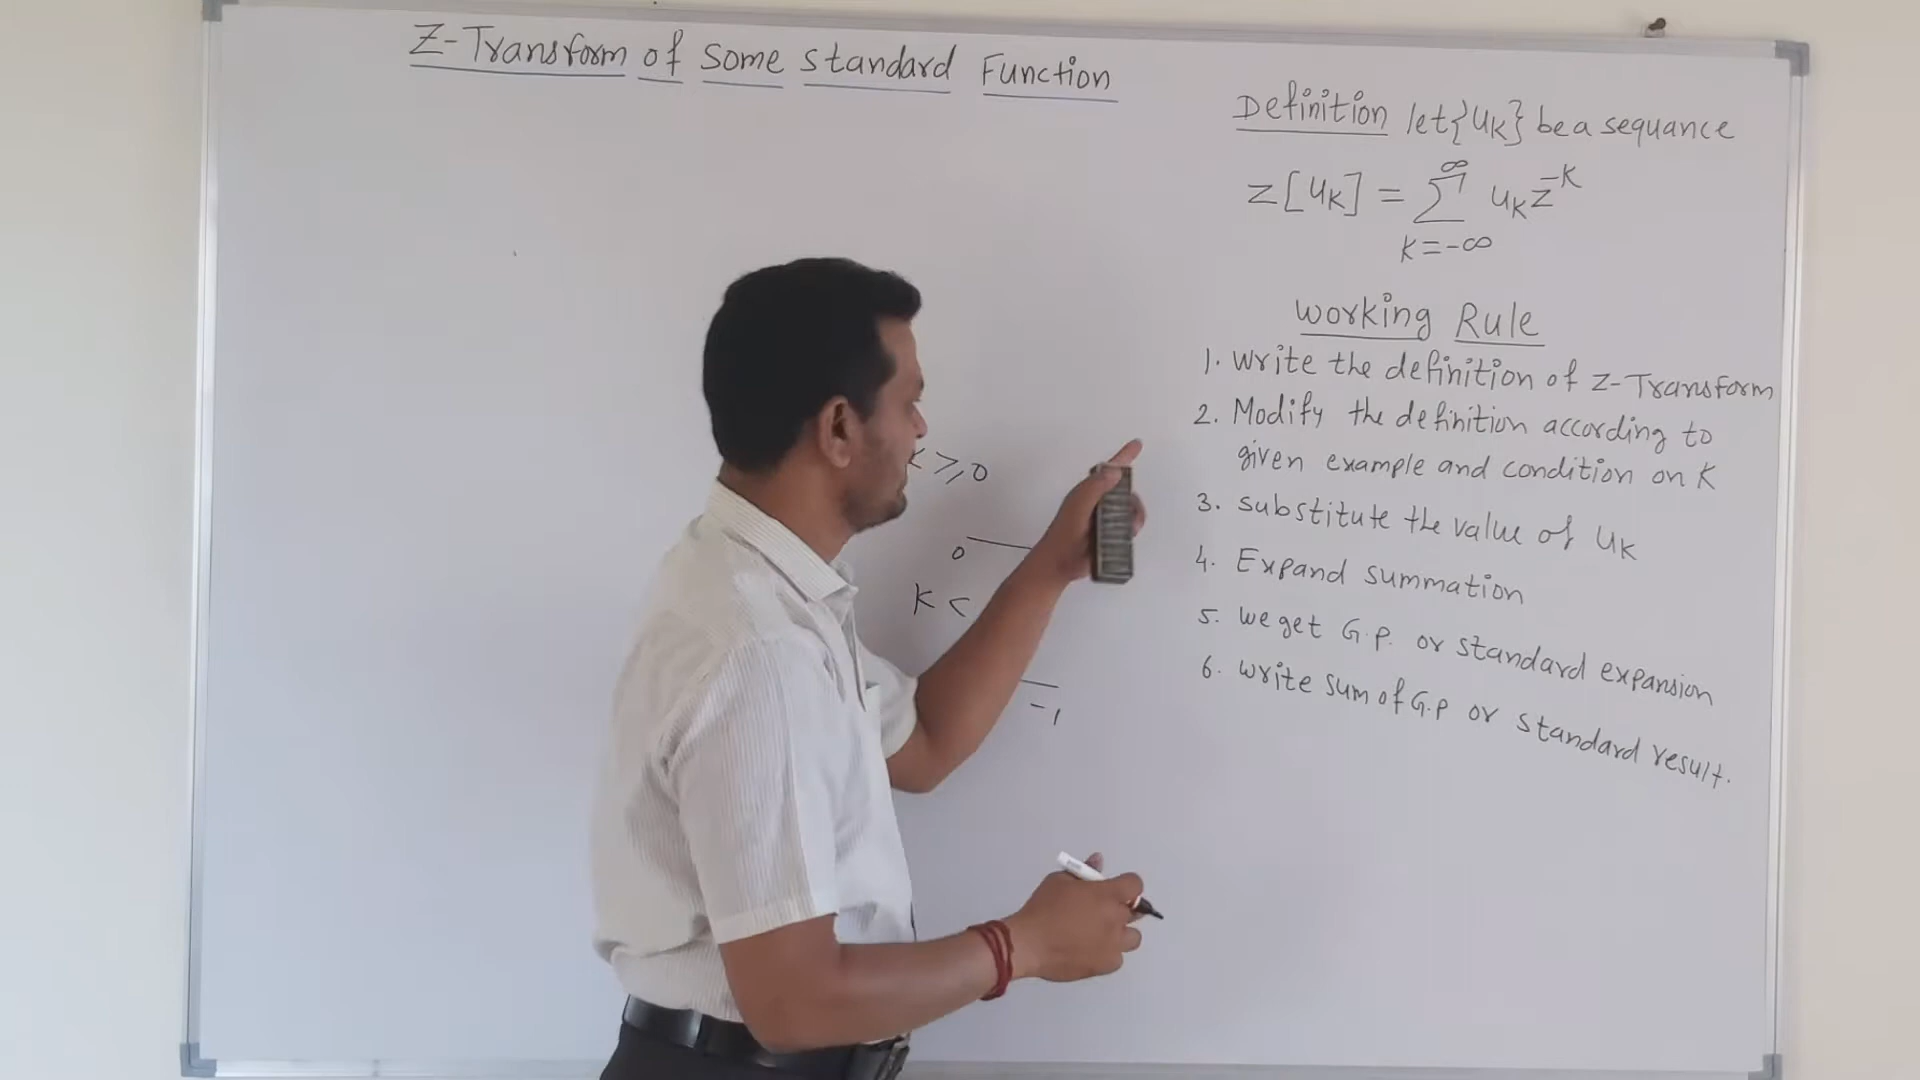 Z-Transform of some standard Function
Definition let {uK} be a sequance
z[uK] = ∑ uK z^-K
∞
K=-∞
Working Rule
1. write the definition of z-Transform
2. Modify the definition according to
given example and condition on K
3. substitute the value of uK
4. Expand summation
5. we get G.P. or standard expansion
6. write sum of G.P or standard result.
K ⩾ 0
0
K <
-1